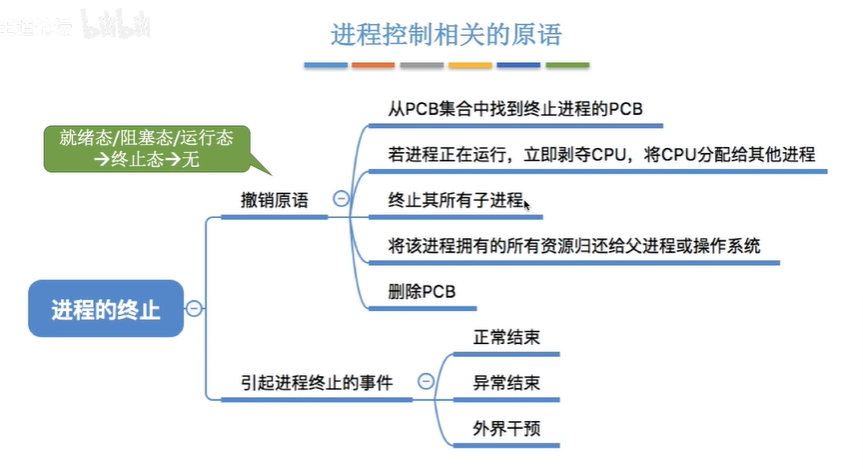 bilibili
进程控制相关的原语
就绪态/阻塞态/运行态
→终止态→无
撤销原语
从PCB集合中找到终止进程的PCB
若进程正在运行，立即剥夺CPU，将CPU分配给其他进程
终止其所有子进程
将该进程拥有的所有资源归还给父进程或操作系统
删除PCB
进程的终止
引起进程终止的事件
正常结束
异常结束
外界干预